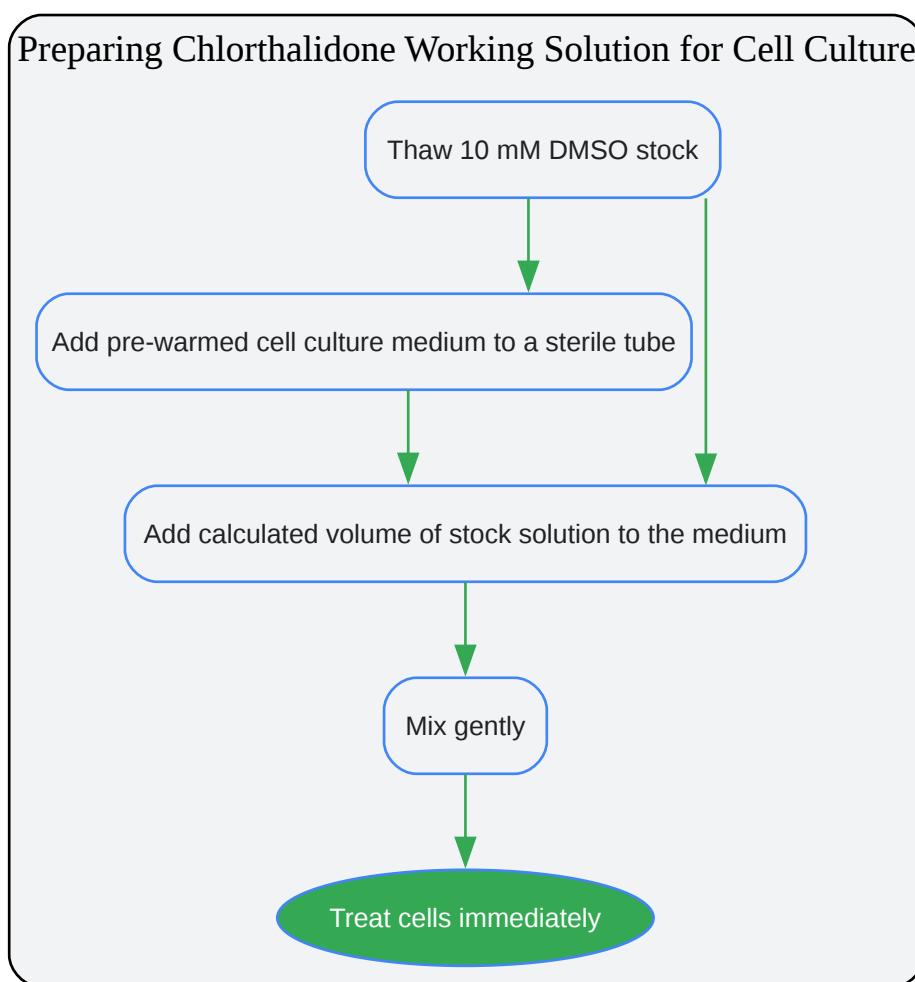 Preparing Chlorthalidone Working Solution for Cell Culture
Thaw 10 mM DMSO stock
Add pre-warmed cell culture medium to a sterile tube
Add calculated volume of stock solution to the medium
Mix gently
Treat cells immediately